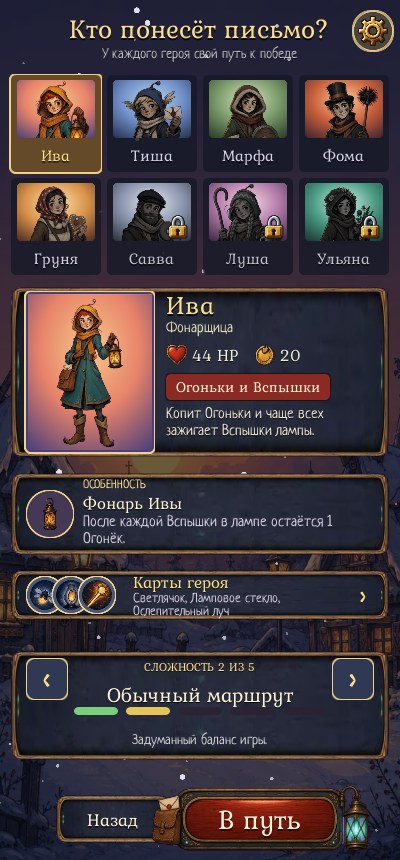 Кто понесёт письмо?
У каждого героя свой путь к победе
Ива
Тиша
Марфа
Фома
Груня
Савва
Луша
Ульяна
Ива
Фонарщица
44 HP
20
Огоньки и Вспышки
Копит Огоньки и чаще всех
зажигает Вспышки лампы.
ОСОБЕННОСТЬ
Фонарь Ивы
После каждой Вспышки в лампе остаётся 1
Огонёк.
Карты героя
Светлячок, Ламповое стекло,
Ослепительный луч
СЛОЖНОСТЬ 2 ИЗ 5
Обычный маршрут
Задуманный баланс игры.
Назад
В путь